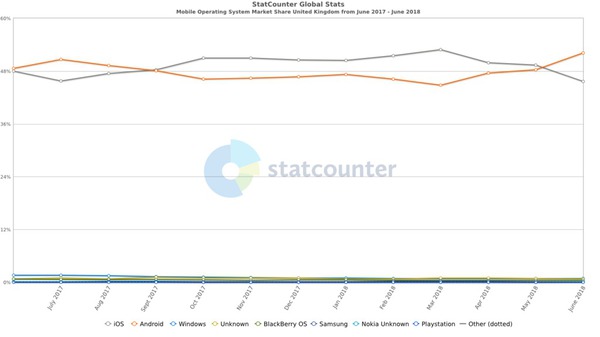 StatCounter Global Stats
Mobile Operating System Market Share United Kingdom from June 2017 - June 2018
60%
48%
36%
24%
12%
0%
statcounter
July 2017
Aug 2017
Sept 2017
Oct 2017
Nov 2017
Dec 2017
Jan 2018
Feb 2018
Mar 2018
Apr 2018
May 2018
June 2018
iOS Android Windows Unknown BlackBerry OS Samsung Nokia Unknown Playstation Other (dotted)